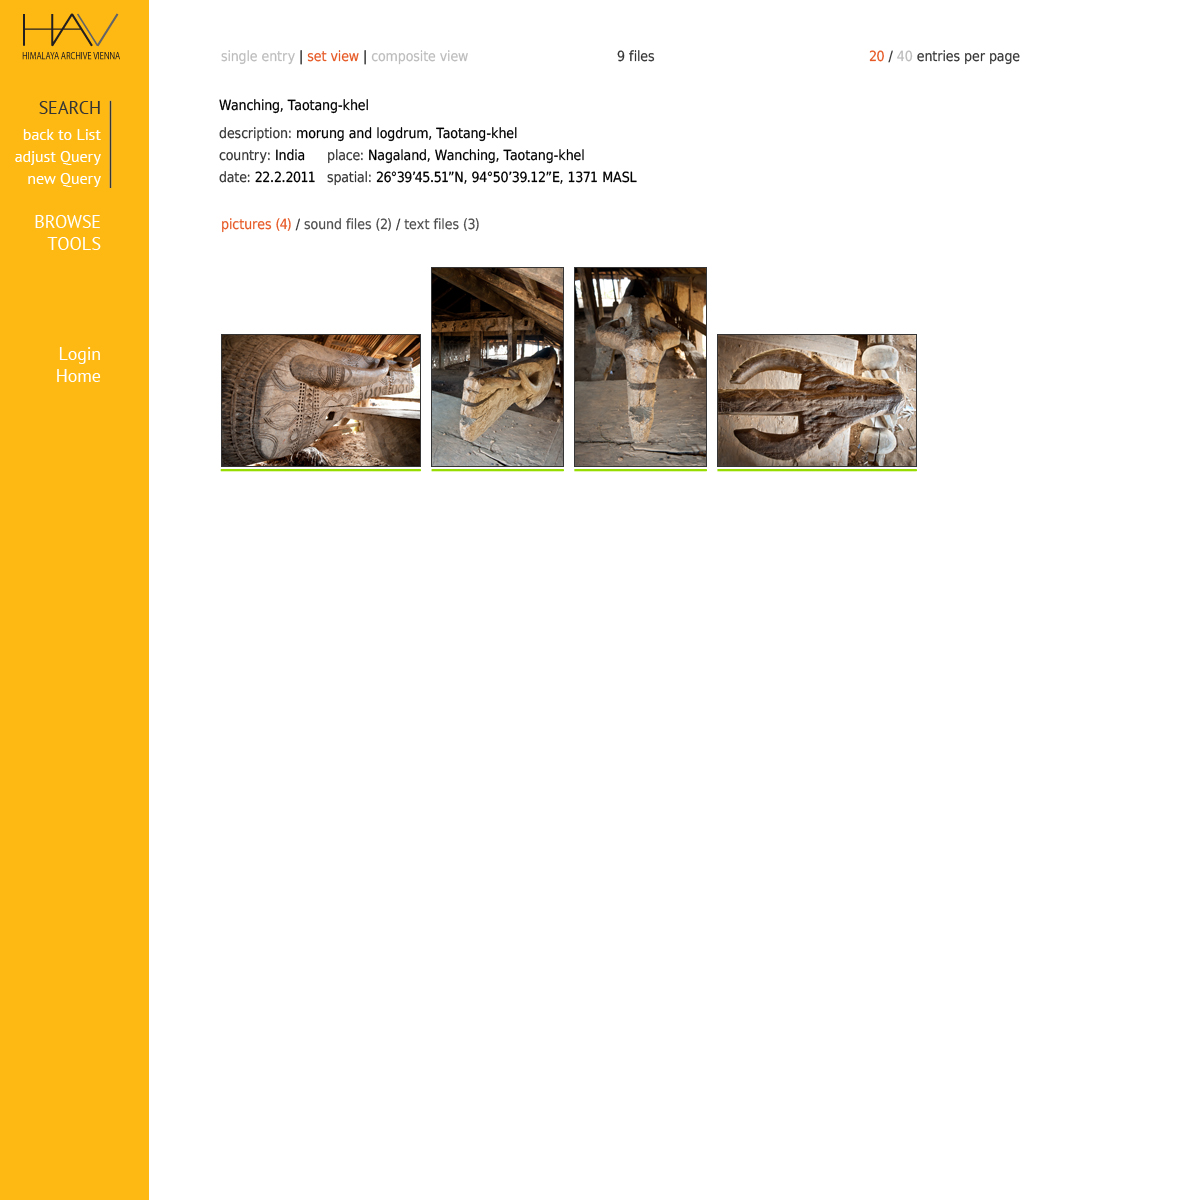 HAV
HIMALAYA ARCHIVE VIENNA
SEARCH
back to List
adjust Query
new Query
BROWSE
TOOLS
Login
Home
single entry | set view | composite view
9 files
20 / 40 entries per page
Wanching, Taotang-khel
description: morung and logdrum, Taotang-khel
country: India place: Nagaland, Wanching, Taotang-khel
date: 22.2.2011 spatial: 26°39’45.51”N, 94°50’39.12”E, 1371 MASL
pictures (4) / sound files (2) / text files (3)